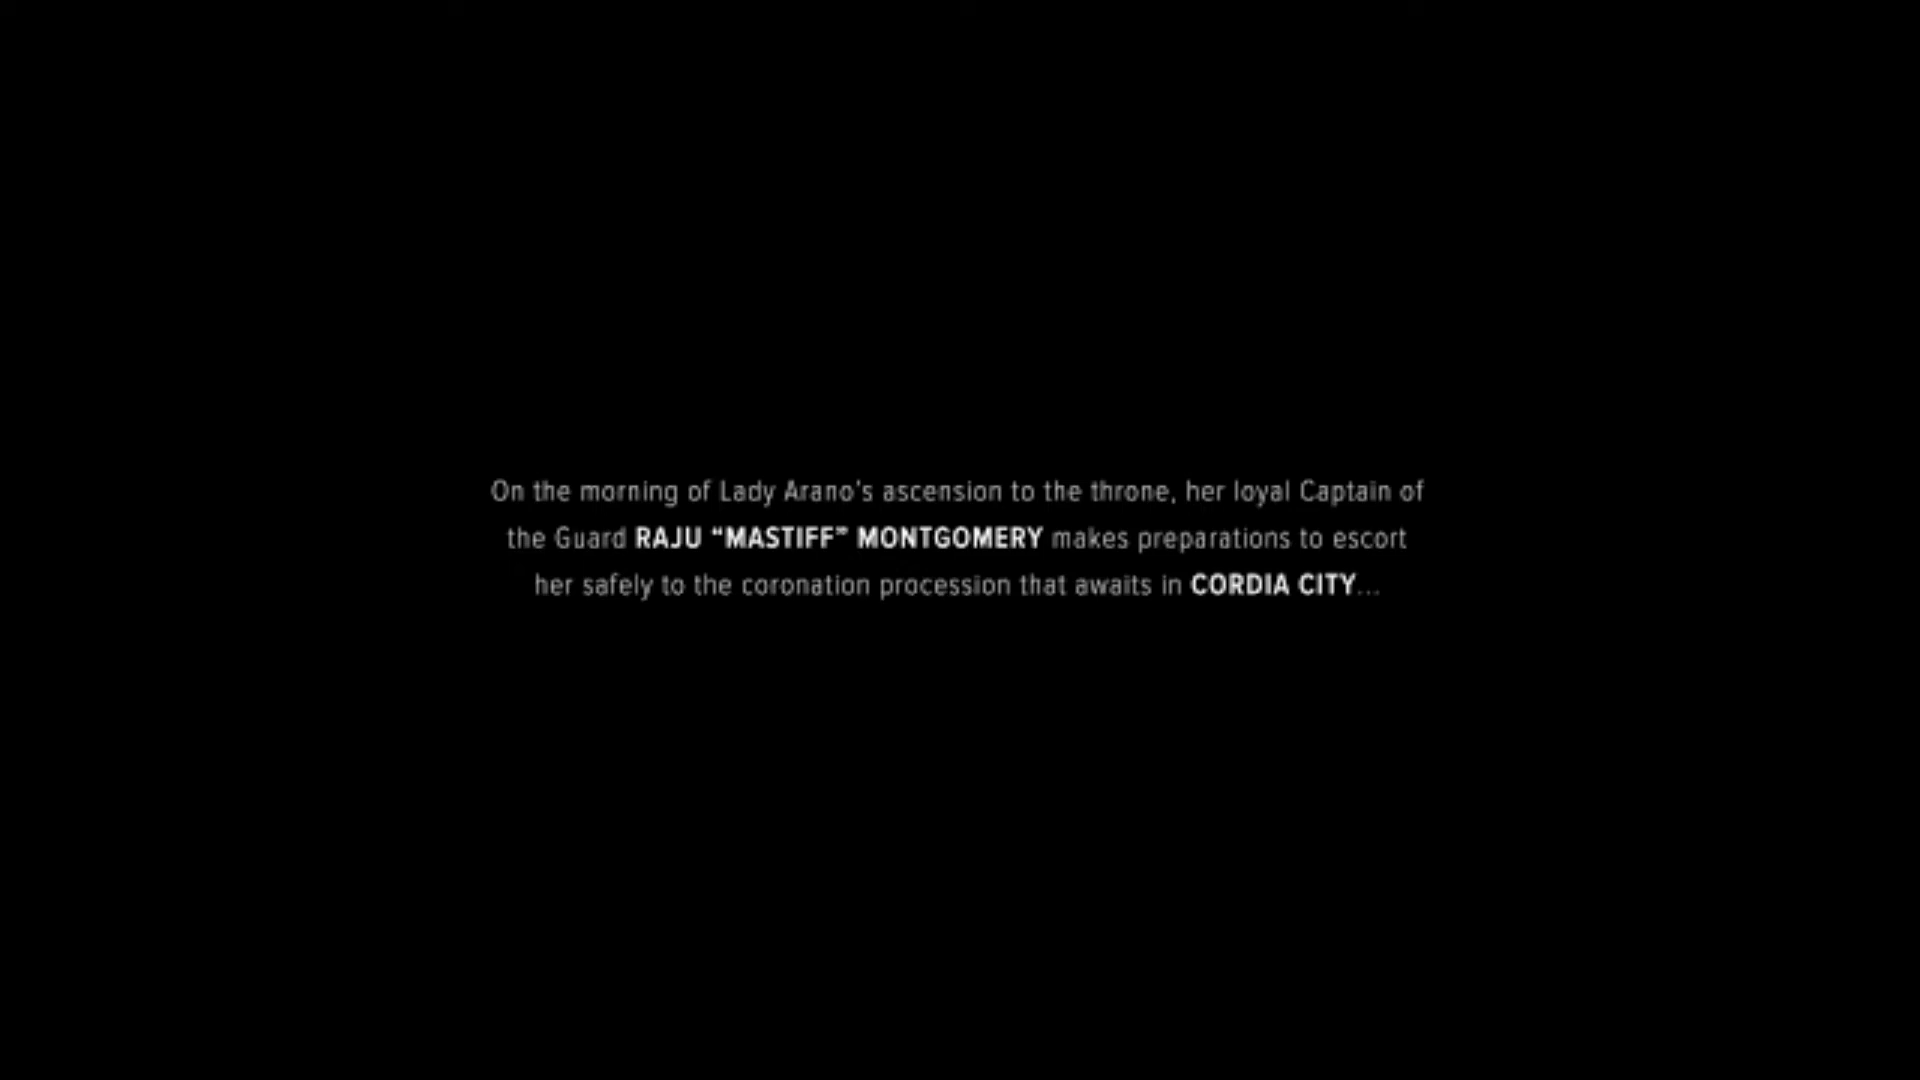 On the morning of Lady Arano’s ascension to the throne, her loyal Captain of
the Guard RAJU “MASTIFF” MONTGOMERY makes preparations to escort
her safely to the coronation procession that awaits in CORDIA CITY...